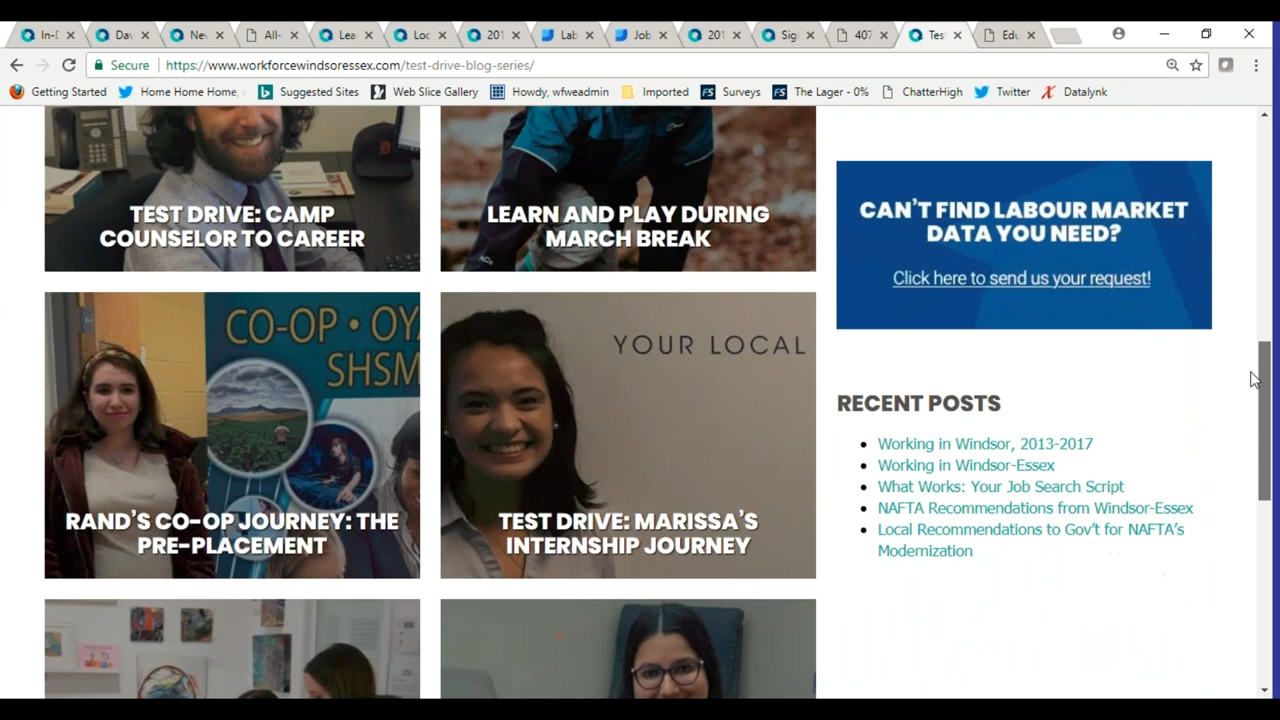 In-D
Dav
Nev
All-
Lea
Loc
201
Lab
Job
201
Sig
407
Tes
Edu
Secure
https://www.workforcewindsoressex.com/test-drive-blog-series/
Getting Started
Home Home Home,
Suggested Sites
Web Slice Gallery
Howdy, wfweadmin
Imported
Surveys
The Lager - 0%
ChatterHigh
Twitter
Datalynk
TEST DRIVE: CAMP
COUNSELOR TO CAREER
LEARN AND PLAY DURING
MARCH BREAK
CAN'T FIND LABOUR MARKET
DATA YOU NEED?
Click here to send us your request!
CO-OP • OYA
SHSM
RAND'S CO-OP JOURNEY: THE
PRE-PLACEMENT
YOUR LOCAL
TEST DRIVE: MARISSA'S
INTERNSHIP JOURNEY
RECENT POSTS
Working in Windsor, 2013-2017
Working in Windsor-Essex
What Works: Your Job Search Script
NAFTA Recommendations from Windsor-Essex
Local Recommendations to Gov't for NAFTA's
Modernization